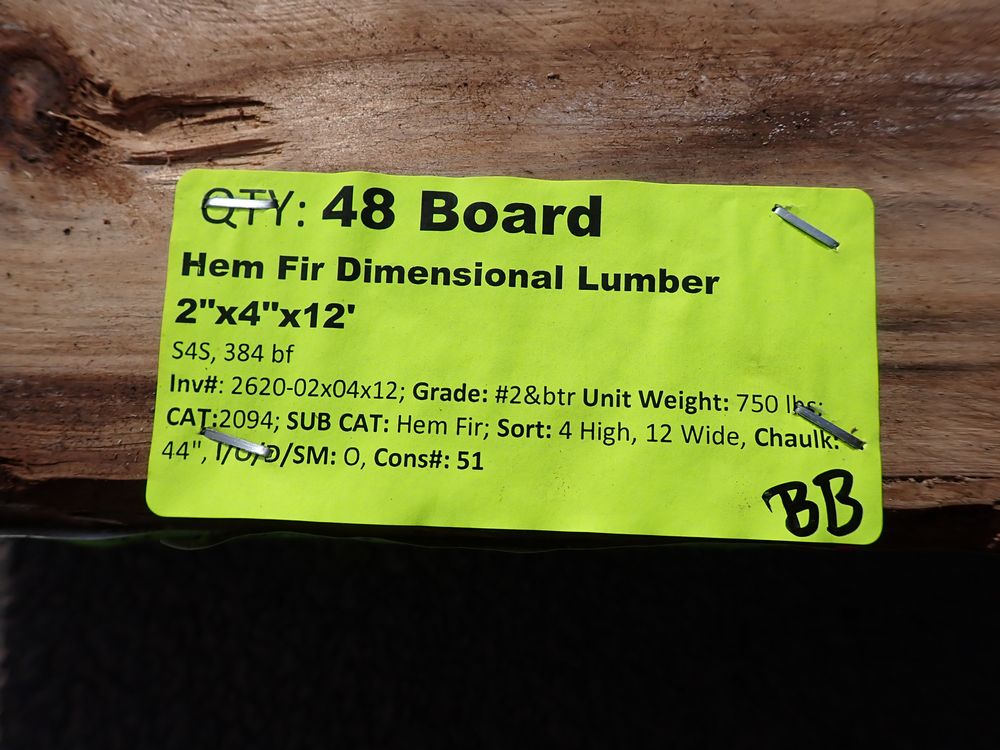 QTY: 48 Board
Hem Fir Dimensional Lumber
2"x4"x12'
S4S, 384 bf
Inv#: 2620-02x04x12; Grade: #2&btr Unit Weight: 750 lbs;
CAT:2094; SUB CAT: Hem Fir; Sort: 4 High, 12 Wide, Chaulk:
44", I/O/D/SM: O, Cons#: 51
BB